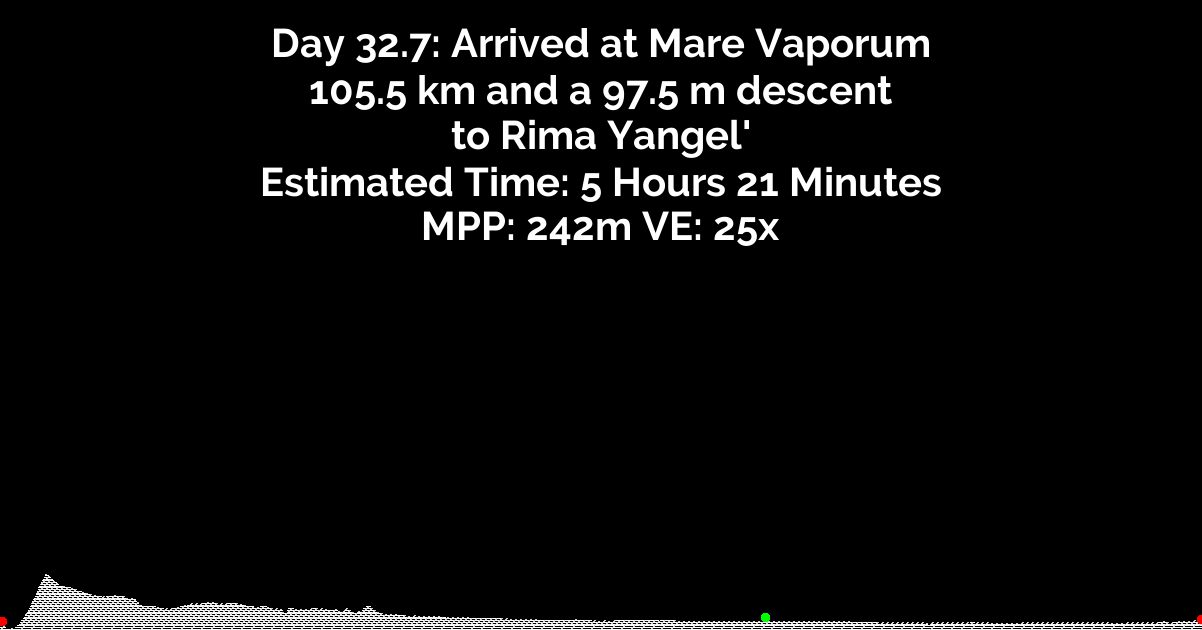 Day 32.7: Arrived at Mare Vaporum
105.5 km and a 97.5 m descent
to Rima Yangel'
Estimated Time: 5 Hours 21 Minutes
MPP: 242m VE: 25x